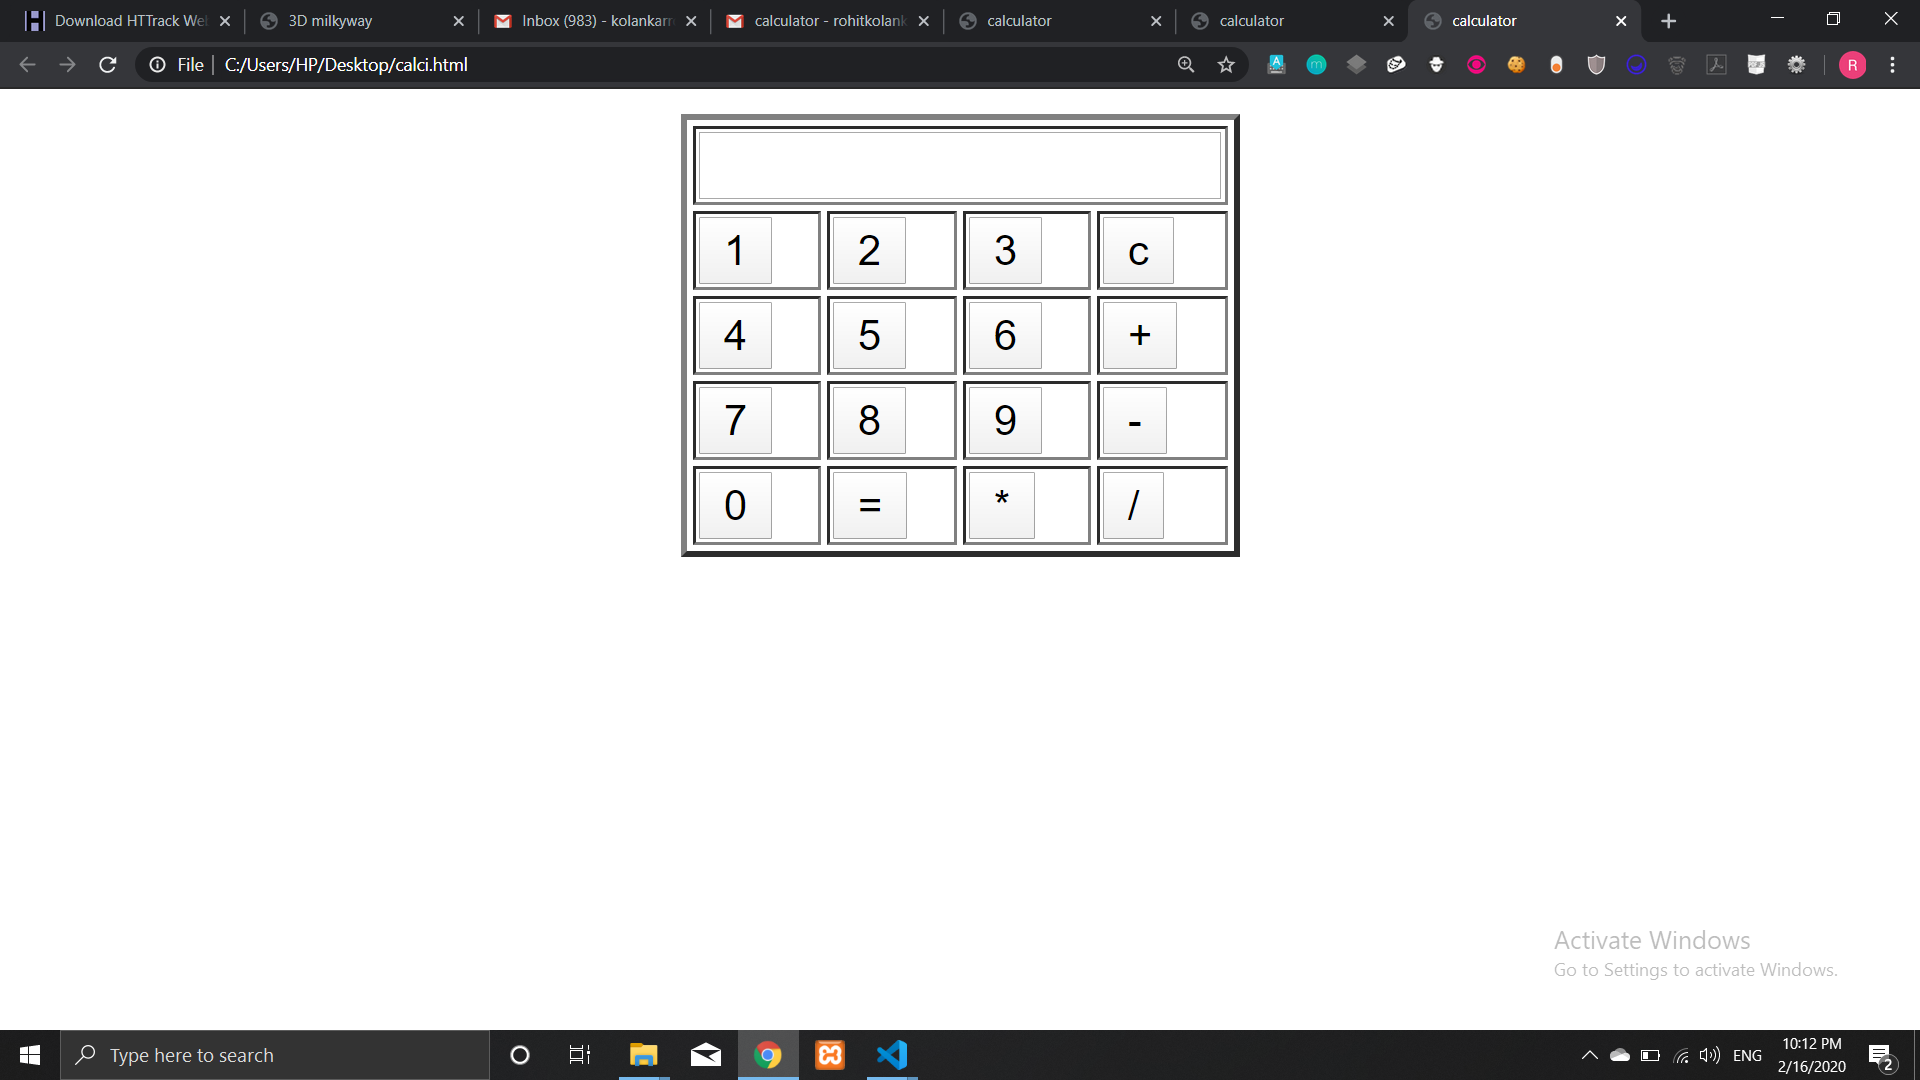 Download HTTrack We
3D milkyway
Inbox (983) - kolankar
calculator - rohitkolank
calculator
calculator
calculator
File
C:/Users/HP/Desktop/calci.html
R
1 2 3 c
4 5 6 +
7 8 9 -
0 = * /
Activate Windows
Go to Settings to activate Windows.
Type here to search
ENG
10:12 PM
2/16/2020
2